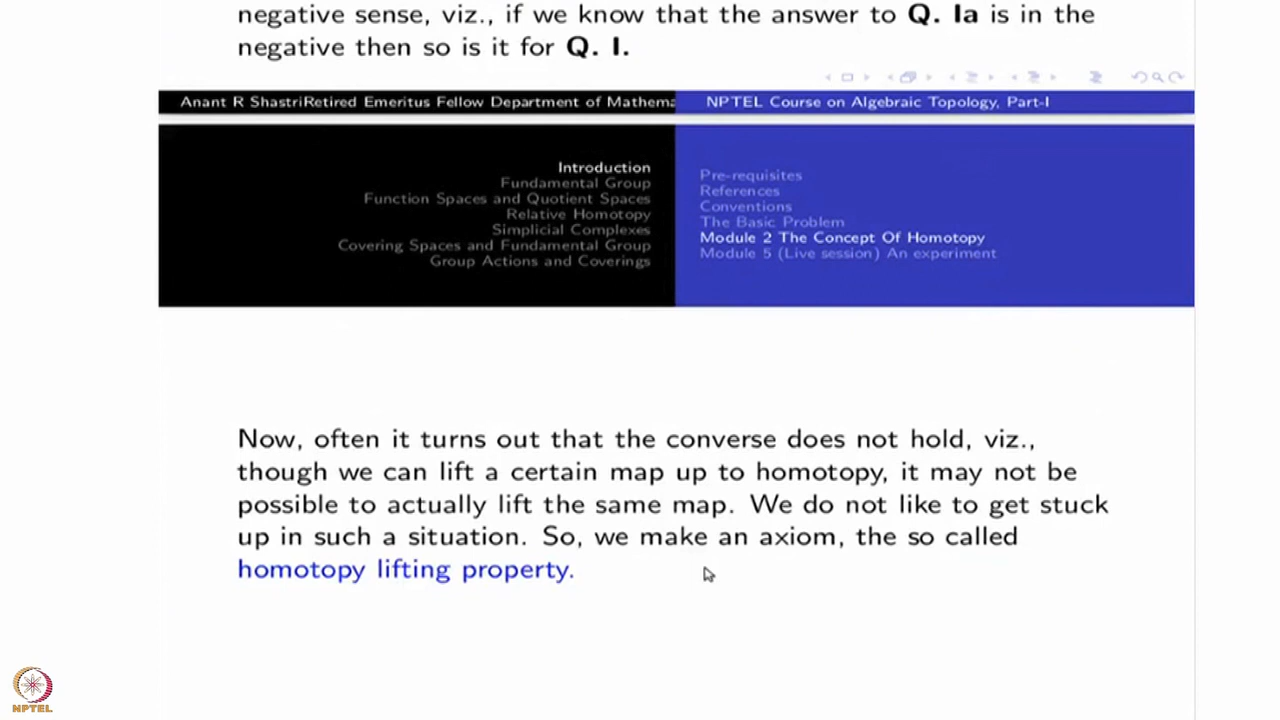 negative sense, viz., if we know that the answer to Q. Ia is in the
negative then so is it for Q. I.
Anant R ShastriRetired Emeritus Fellow Department of Mathema
NPTEL Course on Algebraic Topology, Part-I
Introduction
Fundamental Group
Function Spaces and Quotient Spaces
Relative Homotopy
Simplicial Complexes
Covering Spaces and Fundamental Group
Group Actions and Coverings
Pre-requisites
References
Conventions
The Basic Problem
Module 2 The Concept Of Homotopy
Module 5 (Live session) An experiment
Now, often it turns out that the converse does not hold, viz.,
though we can lift a certain map up to homotopy, it may not be
possible to actually lift the same map. We do not like to get stuck
up in such a situation. So, we make an axiom, the so called
homotopy lifting property.
NPTEL